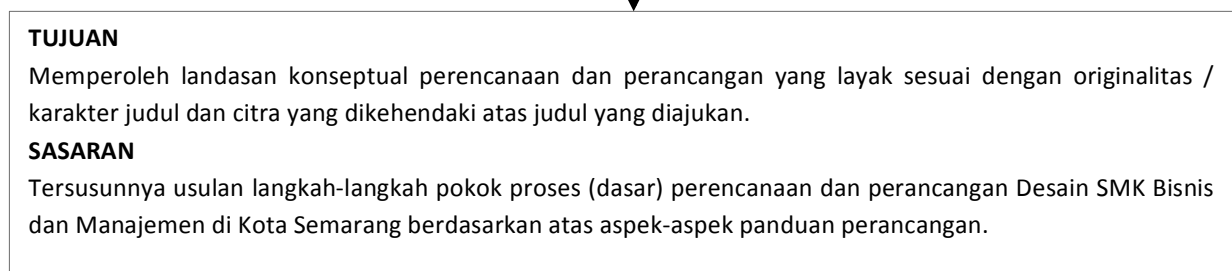 TUJUAN
Memperoleh landasan konseptual perencanaan dan perancangan yang layak sesuai dengan originalitas /
karakter judul dan citra yang dikehendaki atas judul yang diajukan.
SASARAN
Tersusunnya usulan langkah-langkah pokok proses (dasar) perencanaan dan perancangan Desain SMK Bisnis
dan Manajemen di Kota Semarang berdasarkan atas aspek-aspek panduan perancangan.